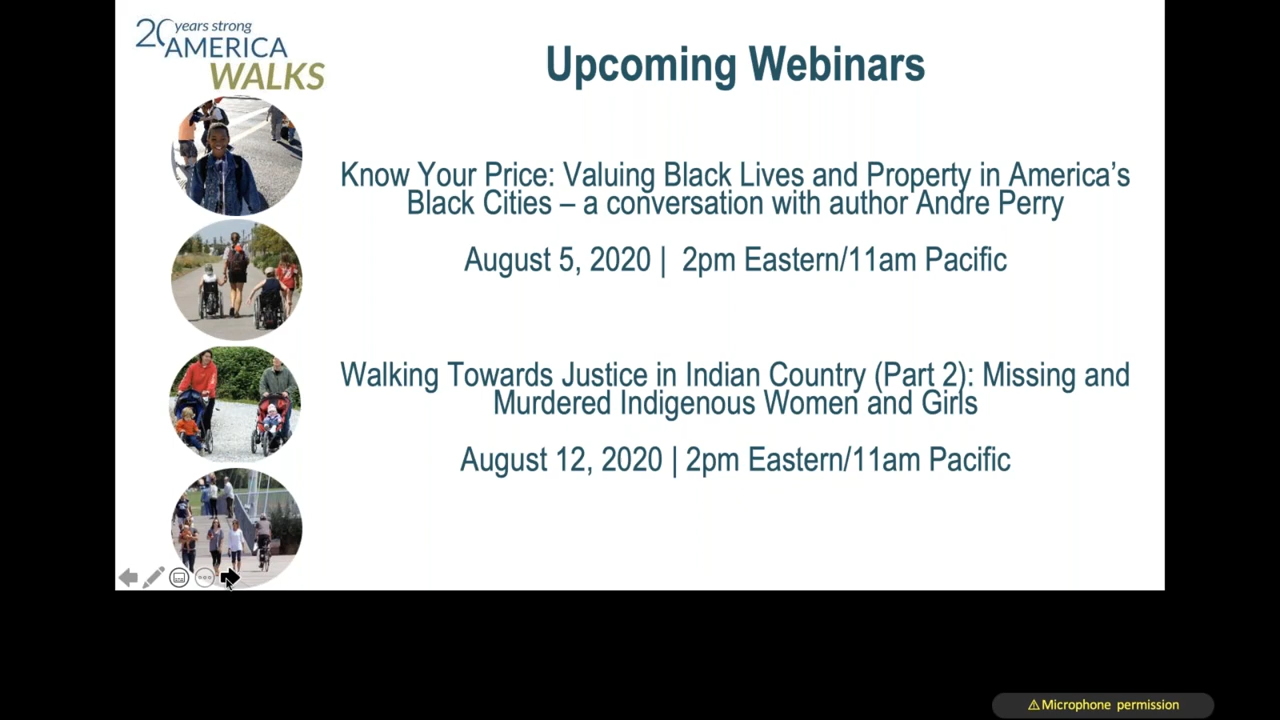 20 years strong
AMERICA
WALKS
Upcoming Webinars
Know Your Price: Valuing Black Lives and Property in America’s
Black Cities – a conversation with author Andre Perry
August 5, 2020 | 2pm Eastern/11am Pacific
Walking Towards Justice in Indian Country (Part 2): Missing and
Murdered Indigenous Women and Girls
August 12, 2020 | 2pm Eastern/11am Pacific
⚠Microphone permission